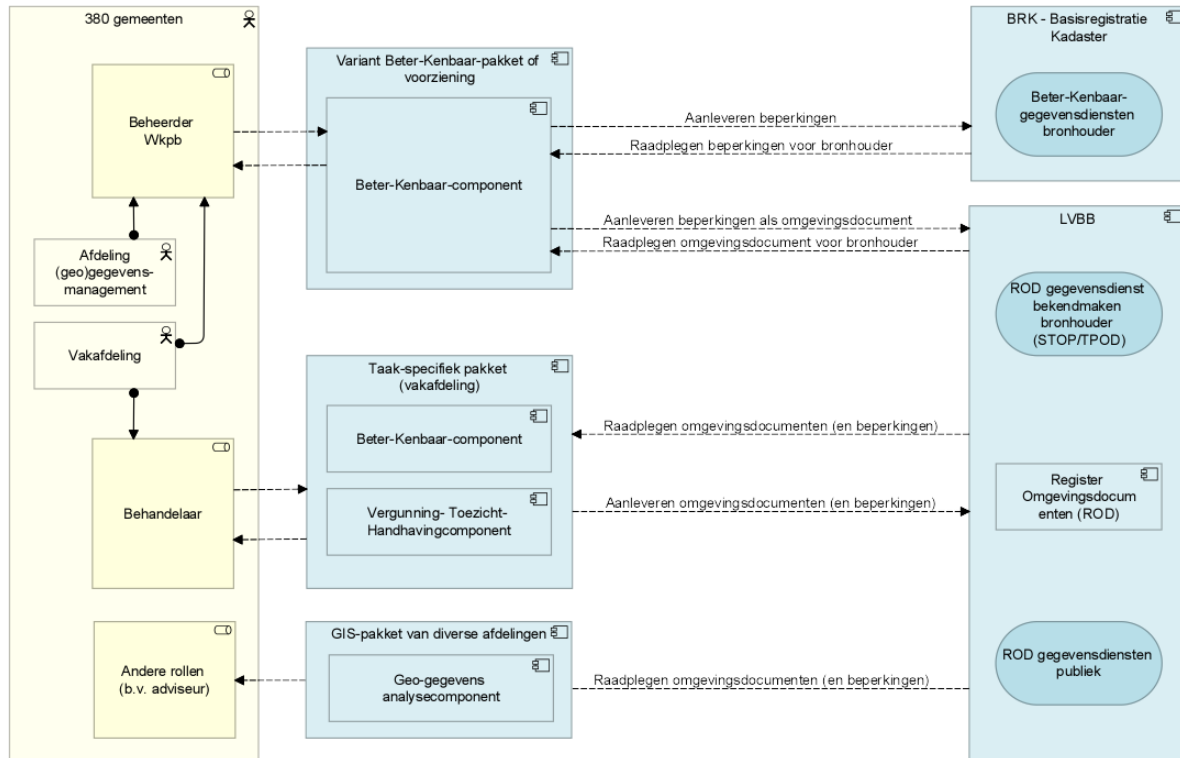 380 gemeenten
Beheerder
Wkpb
Afdeling
(geo)gegevens-
management
Vakafdeling
Behandelaar
Andere rollen
(b.v. adviseur)
Variant Beter-Kenbaar-pakket of
voorziening
Beter-Kenbaar-component
Taak-specifiek pakket
(vakafdeling)
Beter-Kenbaar-component
Vergunning- Toezicht-
Handhavingcomponent
GIS-pakket van diverse afdelingen
Geo-gegevens
analysecomponent
Aanleveren beperkingen
Raadplegen beperkingen voor bronhouder
Aanleveren beperkingen als omgevingsdocument
Raadplegen omgevingsdocument voor bronhouder
Raadplegen omgevingsdocumenten (en beperkingen)
Aanleveren omgevingsdocumenten (en beperkingen)
Raadplegen omgevingsdocumenten (en beperkingen)
BRK - Basisregistratie
Kadaster
Beter-Kenbaar-
gegevensdiensten
bronhouder
LVBB
ROD gegevensdienst
bekendmaken
bronhouder
(STOP/TPOD)
Register
Omgevingsdocum
enten (ROD)
ROD gegevensdiensten
publiek